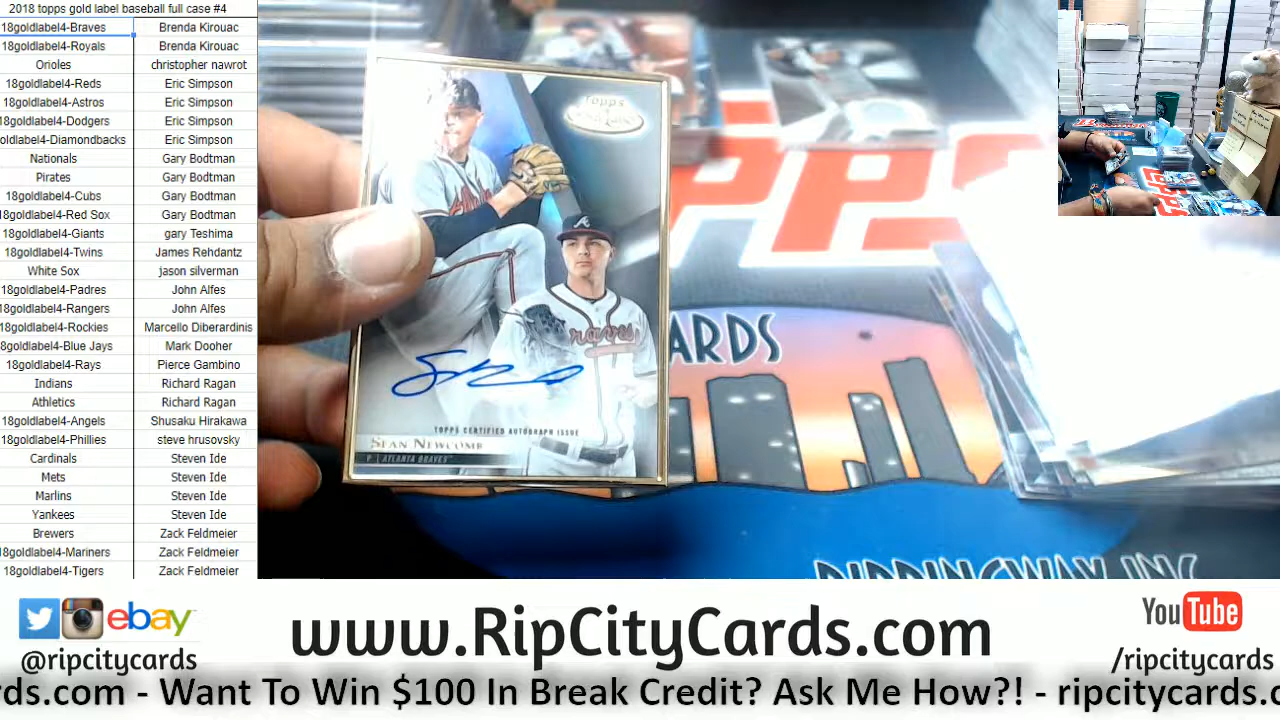 2018 topps gold label baseball full case #4
18goldlabel4-Braves Brenda Kirouac
18goldlabel4-Royals Brenda Kirouac
Orioles christopher nawrot
18goldlabel4-Reds Eric Simpson
18goldlabel4-Astros Eric Simpson
8goldlabel4-Dodgers Eric Simpson
oldlabel4-Diamondbacks Eric Simpson
Nationals Gary Bodtman
Pirates Gary Bodtman
18goldlabel4-Cubs Gary Bodtman
8goldlabel4-Red Sox Gary Bodtman
18goldlabel4-Giants gary Teshima
18goldlabel4-Twins James Rehdantz
White Sox jason silverman
18goldlabel4-Padres John Alfes
18goldlabel4-Rangers John Alfes
18goldlabel4-Rockies Marcello Diberardinis
8goldlabel4-Blue Jays Mark Dooher
18goldlabel4-Rays Pierce Gambino
Indians Richard Ragan
Athletics Richard Ragan
18goldlabel4-Angels Shusaku Hirakawa
18goldlabel4-Phillies steve hrusovsky
Cardinals Steven Ide
Mets Steven Ide
Marlins Steven Ide
Yankees Steven Ide
Brewers Zack Feldmeier
8goldlabel4-Mariners Zack Feldmeier
18goldlabel4-Tigers Zack Feldmeier
topps
Gold Label
A
Braves
TOPPS CERTIFIED AUTOGRAPH ISSUE
SEAN NEWCOMB
P | ATLANTA BRAVES
PPS
ARDS
RIPPINGWAX INC
ebay
@ripcitycards
www.RipCityCards.com
YouTube
/ripcitycards
rds.com - Want To Win $100 In Break Credit? Ask Me How?! - ripcitycards.c